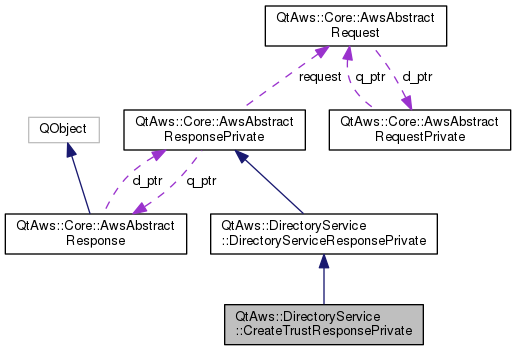 QtAws::Core::AwsAbstract
Request
request
q_ptr
d_ptr
QObject
QtAws::Core::AwsAbstract
ResponsePrivate
QtAws::Core::AwsAbstract
RequestPrivate
d_ptr
q_ptr
QtAws::Core::AwsAbstract
Response
QtAws::DirectoryService
::DirectoryServiceResponsePrivate
QtAws::DirectoryService
::CreateTrustResponsePrivate